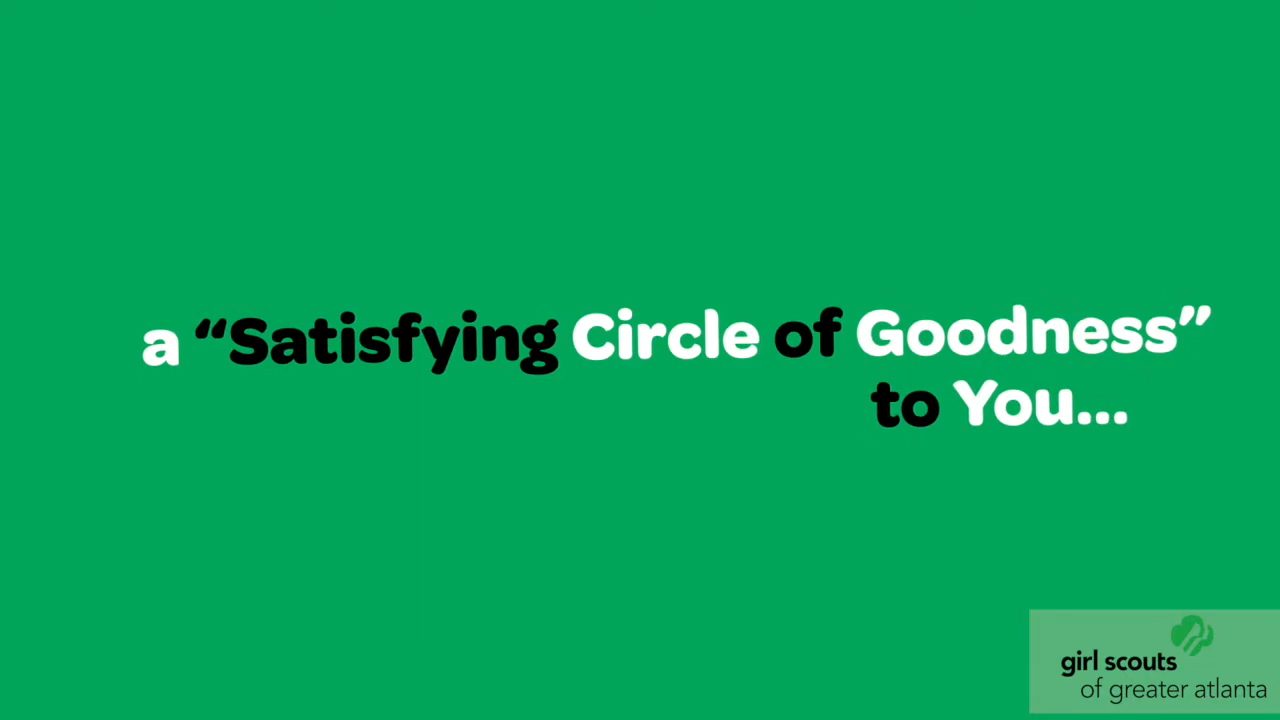 a “Satisfying Circle of Goodness”
to You...
girl scouts
of greater atlanta